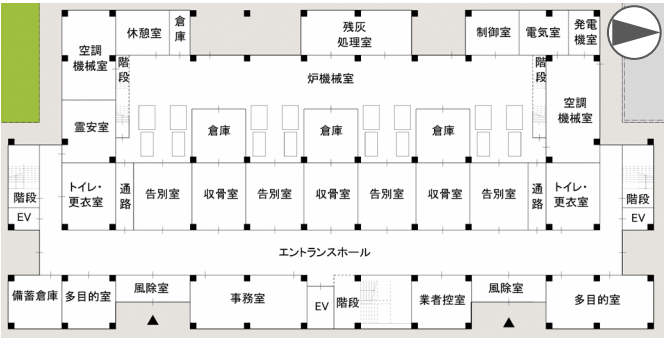 休憩室
倉
庫
残灰
処理室
制御室
電気室
発電
機室
空調
機械室
階
段
炉機械室
階
段
空調
機械室
霊安室
倉庫
倉庫
倉庫
階段
EV
トイレ・
更衣室
通
路
告別室
収骨室
告別室
収骨室
告別室
収骨室
告別室
通
路
トイレ・
更衣室
階段
EV
エントランスホール
備蓄倉庫
多目的室
風除室
事務室
EV
階段
業者控室
風除室
多目的室